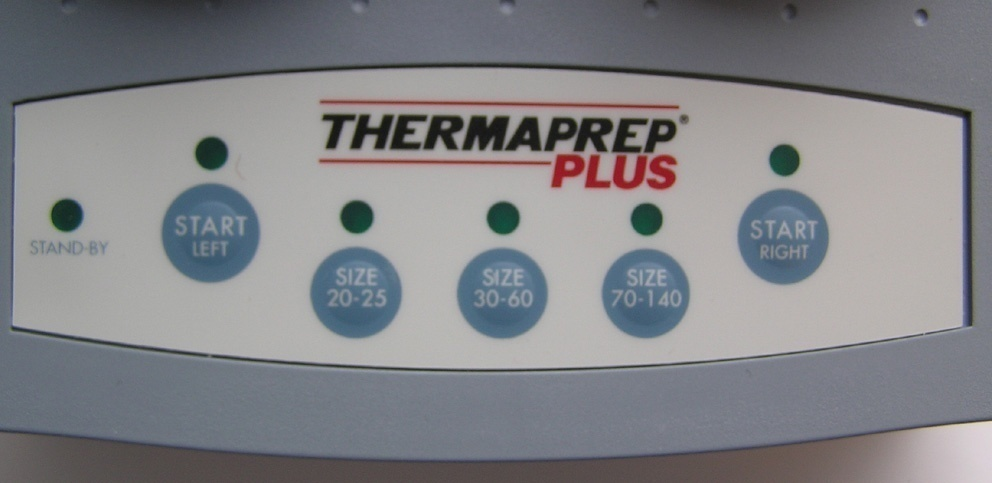 THERMAPREP®
PLUS
STAND-BY
START
LEFT
SIZE
20-25
SIZE
30-60
SIZE
70-140
START
RIGHT